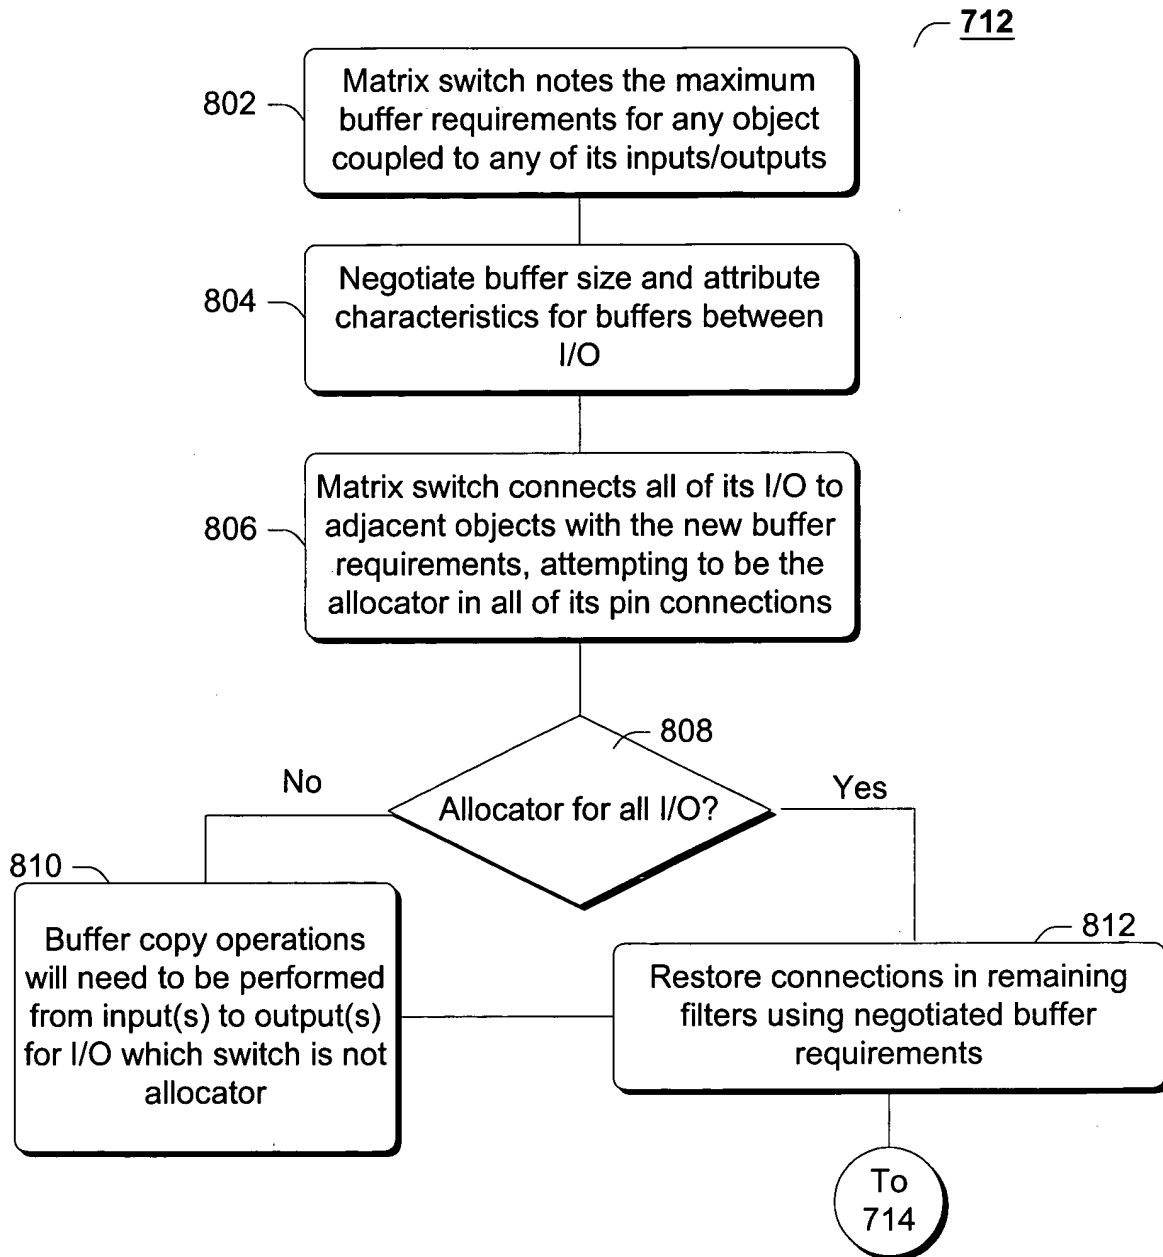 712
802
Matrix switch notes the maximum
buffer requirements for any object
coupled to any of its inputs/outputs
804
Negotiate buffer size and attribute
characteristics for buffers between
I/O
806
Matrix switch connects all of its I/O to
adjacent objects with the new buffer
requirements, attempting to be the
allocator in all of its pin connections
808
Allocator for all I/O?
No
Yes
810
Buffer copy operations
will need to be performed
from input(s) to output(s)
for I/O which switch is not
allocator
812
Restore connections in remaining
filters using negotiated buffer
requirements
To
714